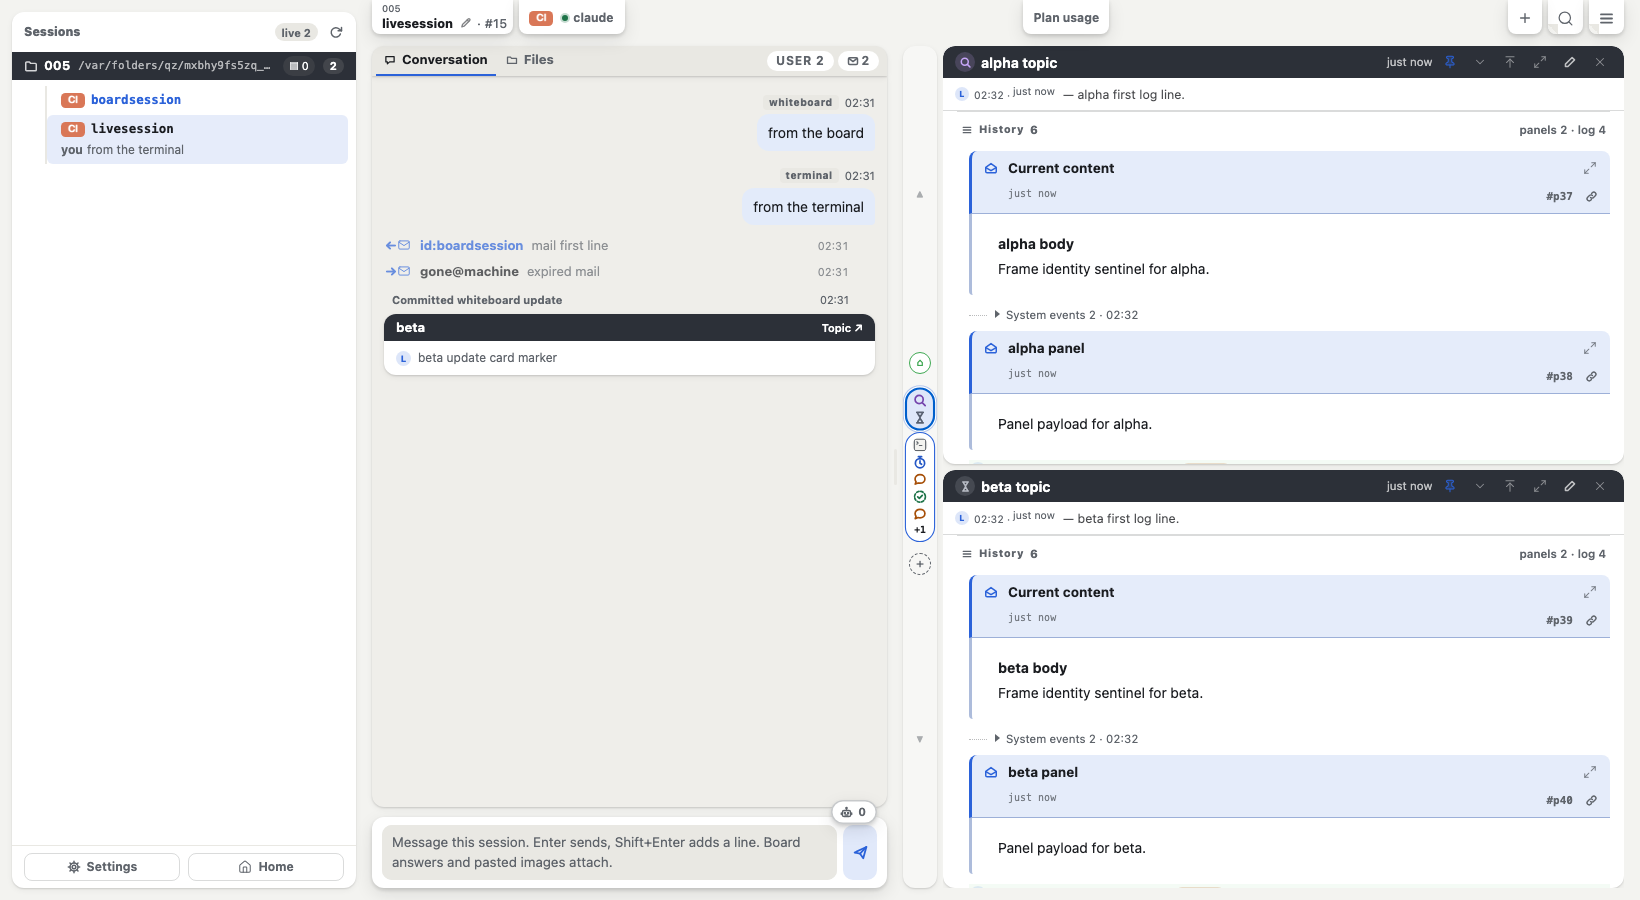 Sessions
live 2
005 /var/folders/qz/mxbhy9fs5zq_… 0 2
CI boardsession
CI livesession
you from the terminal
Settings
Home
005
livesession · #15
CI claude
Plan usage
Conversation
Files
USER 2
2
whiteboard 02:31
from the board
terminal 02:31
from the terminal
id:boardsession mail first line 02:31
gone@machine expired mail 02:31
Committed whiteboard update 02:31
beta Topic
L beta update card marker
0
Message this session. Enter sends, Shift+Enter adds a line. Board
answers and pasted images attach.
+1
alpha topic just now
L 02:32 · just now — alpha first log line.
History 6 panels 2 · log 4
Current content
just now #p37
alpha body
Frame identity sentinel for alpha.
System events 2 · 02:32
alpha panel
just now #p38
Panel payload for alpha.
beta topic just now
L 02:32 · just now — beta first log line.
History 6 panels 2 · log 4
Current content
just now #p39
beta body
Frame identity sentinel for beta.
System events 2 · 02:32
beta panel
just now #p40
Panel payload for beta.